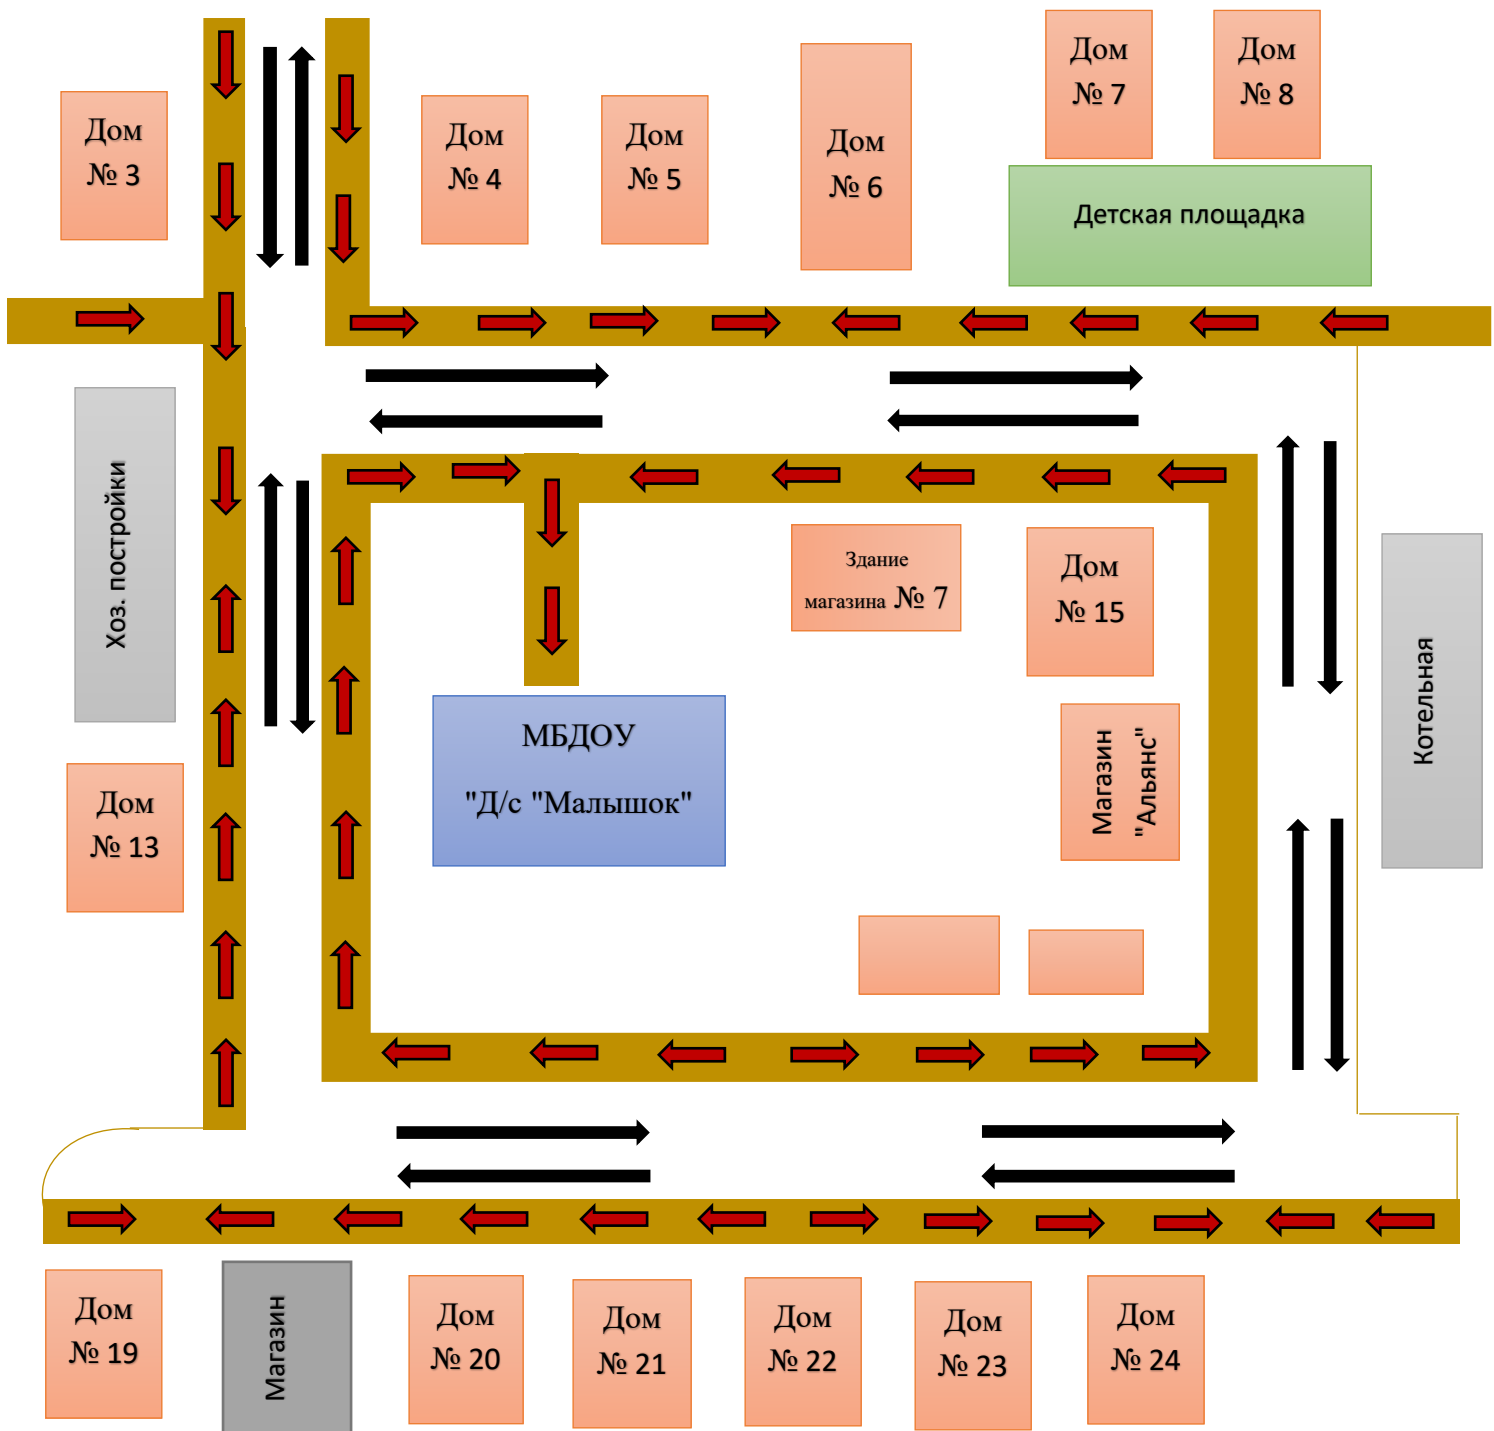 Дом
№ 7
Дом
№ 8
Дом
№ 3
Дом
№ 4
Дом
№ 5
Дом
№ 6
Детская площадка
Хоз. постройки
Здание
магазина № 7
Дом
№ 15
Котельная
МБДОУ
"Д/с "Малышок"
Магазин
"Альянс"
Дом
№ 13
Дом
№ 19
Магазин
Дом
№ 20
Дом
№ 21
Дом
№ 22
Дом
№ 23
Дом
№ 24